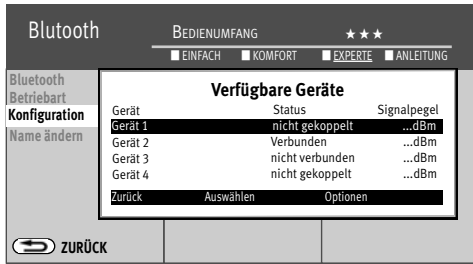 Blutooth
BEDIENUMFANG ★★★
EINFACH KOMFORT EXPERTE ANLEITUNG
Bluetooth
Betriebart
Konfiguration
Name ändern
Verfügbare Geräte
Gerät Status Signalpegel
Gerät 1 nicht gekoppelt ...dBm
Gerät 2 Verbunden ...dBm
Gerät 3 nicht verbunden ...dBm
Gerät 4 nicht gekoppelt ...dBm
Zurück Auswählen Optionen
ZURÜCK